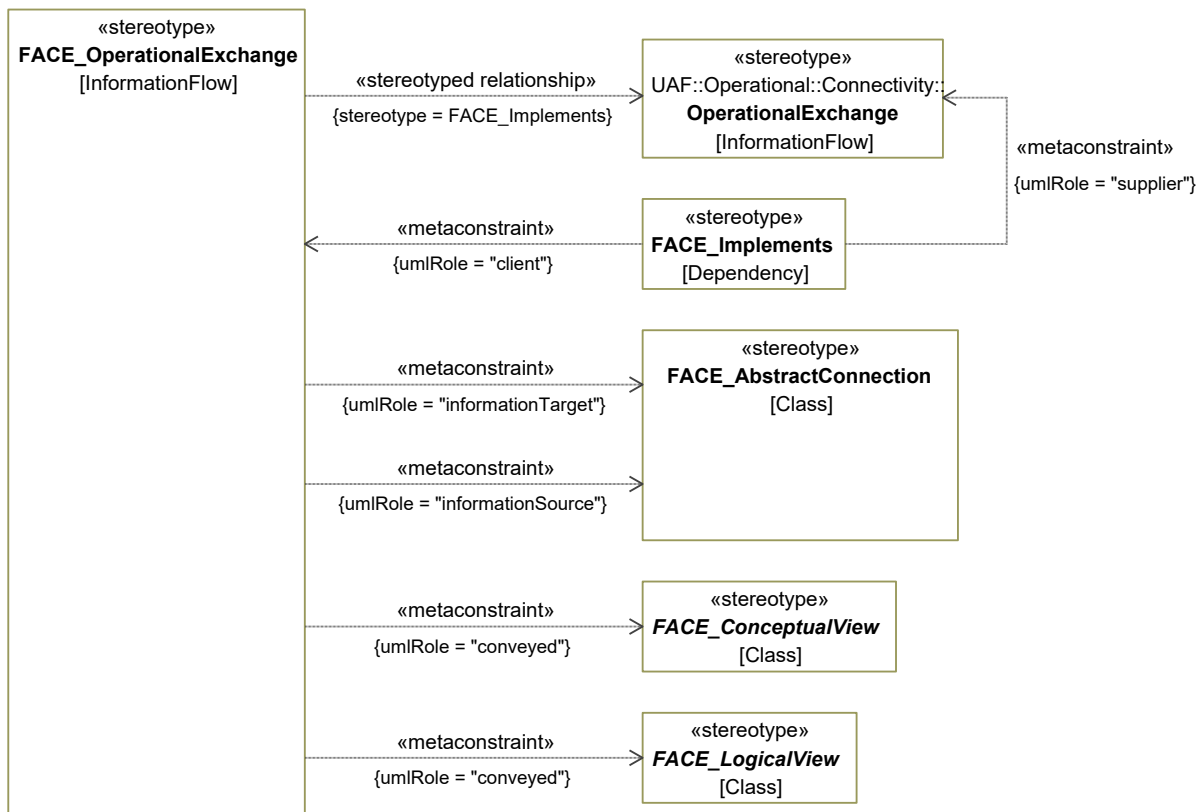 «stereotype»
FACE_OperationalExchange
[InformationFlow]
«stereotyped relationship»
{stereotype = FACE_Implements}
«stereotype»
UAF::Operational::Connectivity::
OperationalExchange
[InformationFlow]
«metaconstraint»
{umlRole = "supplier"}
«metaconstraint»
{umlRole = "client"}
«stereotype»
FACE_Implements
[Dependency]
«metaconstraint»
{umlRole = "informationTarget"}
«stereotype»
FACE_AbstractConnection
[Class]
«metaconstraint»
{umlRole = "informationSource"}
«metaconstraint»
{umlRole = "conveyed"}
«stereotype»
FACE_ConceptualView
[Class]
«metaconstraint»
{umlRole = "conveyed"}
«stereotype»
FACE_LogicalView
[Class]